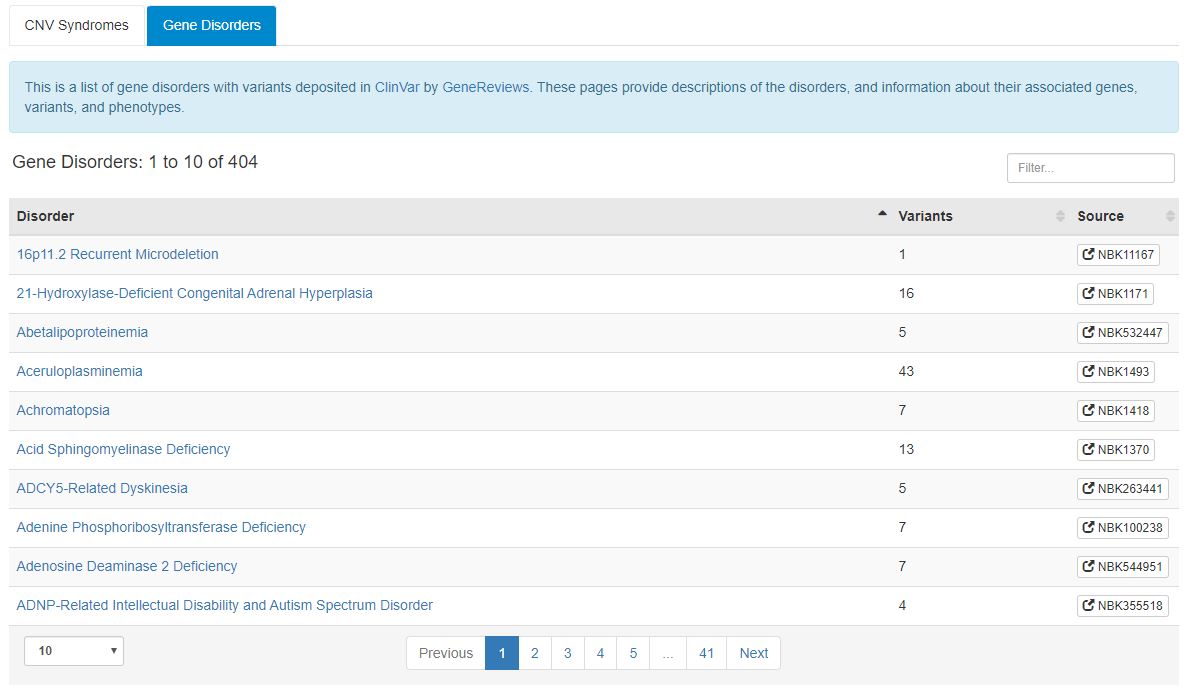 CNV Syndromes Gene Disorders
This is a list of gene disorders with variants deposited in ClinVar by GeneReviews. These pages provide descriptions of the disorders, and information about their associated genes,
variants, and phenotypes.
Gene Disorders: 1 to 10 of 404
Filter...
Disorder Variants Source
16p11.2 Recurrent Microdeletion 1 NBK11167
21-Hydroxylase-Deficient Congenital Adrenal Hyperplasia 16 NBK1171
Abetalipoproteinemia 5 NBK532447
Aceruloplasminemia 43 NBK1493
Achromatopsia 7 NBK1418
Acid Sphingomyelinase Deficiency 13 NBK1370
ADCY5-Related Dyskinesia 5 NBK263441
Adenine Phosphoribosyltransferase Deficiency 7 NBK100238
Adenosine Deaminase 2 Deficiency 7 NBK544951
ADNP-Related Intellectual Disability and Autism Spectrum Disorder 4 NBK355518
10 Previous 1 2 3 4 5 ... 41 Next